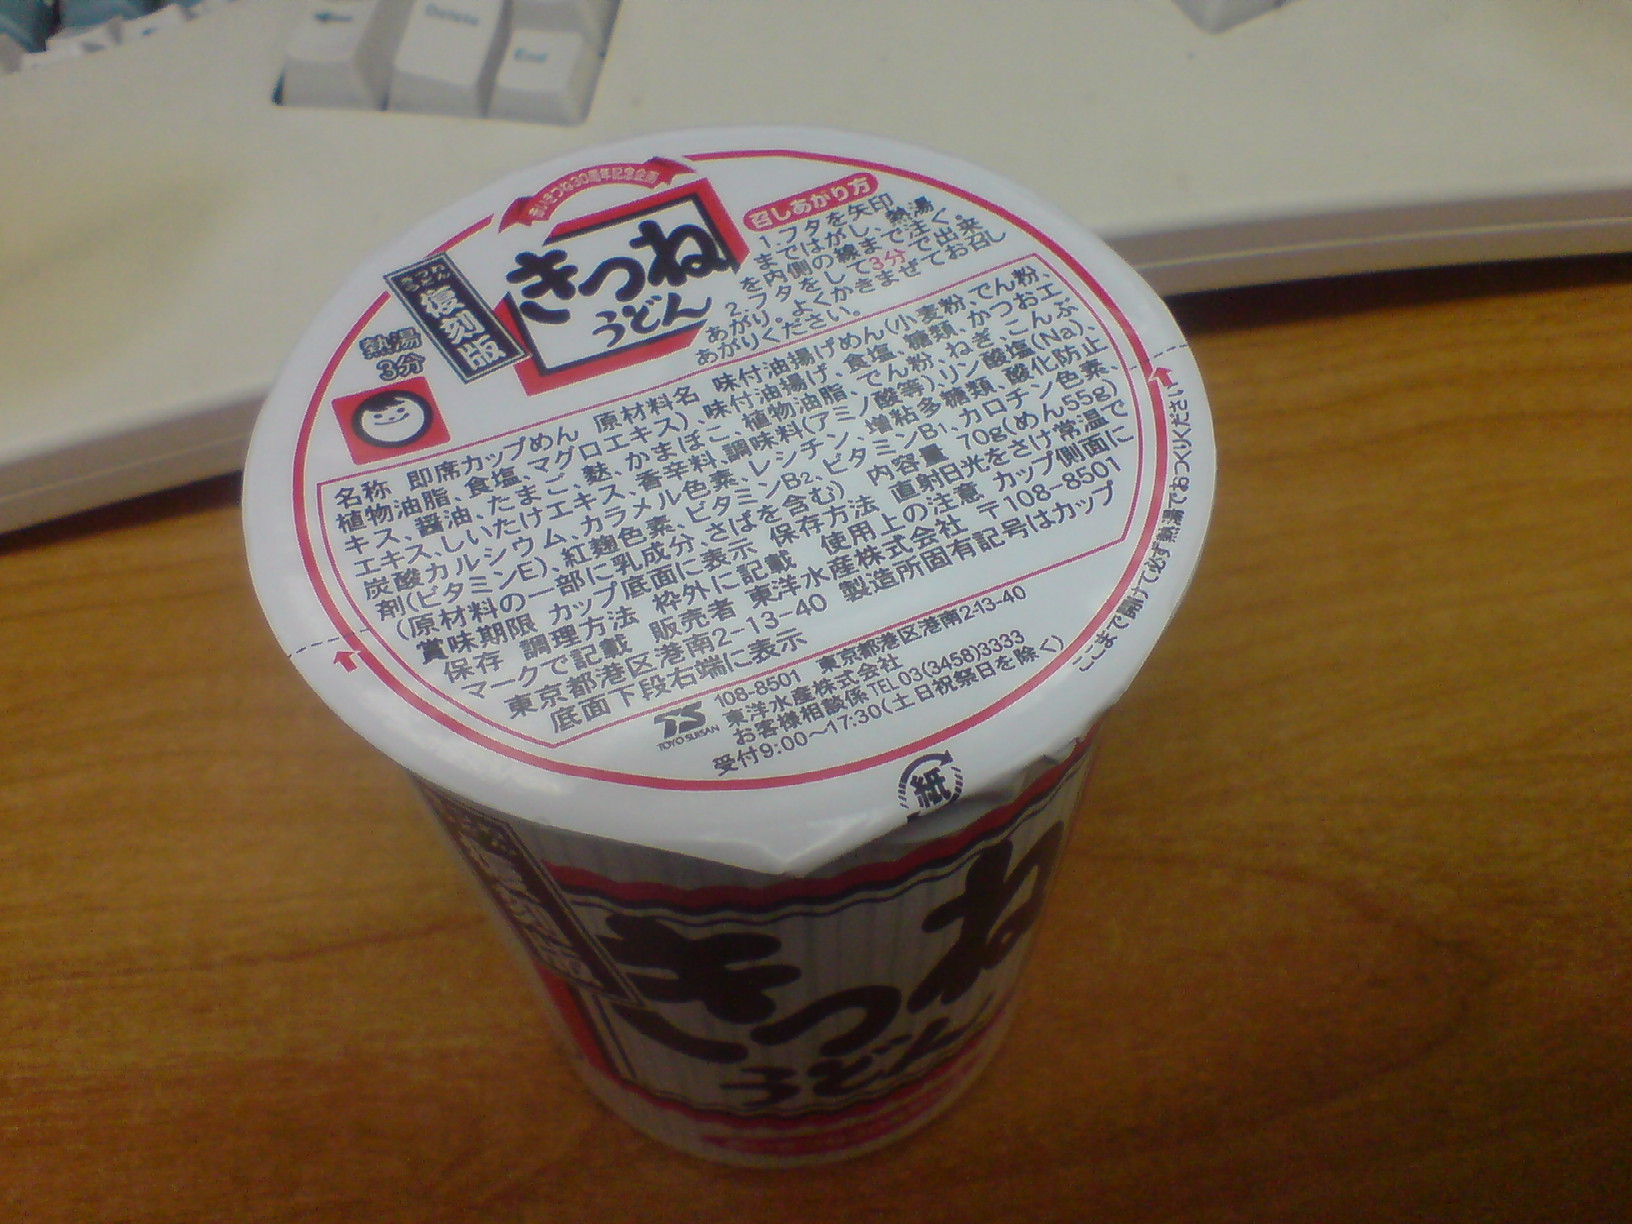 Delete
End
赤いきつね30周年記念企画
きつね
うどん
復刻版
熱湯
3分
召しあがり方
1.フタを矢印
まではがし、熱湯
を内側の線まで注ぐ。
2.フタをして3分で出来
あがり。よくかきまぜてお召し
あがりください。
名称 即席カップめん 原材料名 味付油揚げめん(小麦粉、でん粉、
植物油脂、食塩、マグロエキス)、味付油揚げ、食塩、糖類、かつおエ
キス、醤油、たまご、麩、かまぼこ、植物油脂、でん粉、ねぎ、こんぶ
エキス、しいたけエキス、香辛料、調味料(アミノ酸等)、リン酸塩(Na)、
炭酸カルシウム、カラメル色素、レシチン、増粘多糖類、酸化防止
剤(ビタミンE)、紅麹色素、ビタミンB2、ビタミンB1、カロチン色素、
(原材料の一部に乳成分、さばを含む) 内容量 70g(めん55g)
賞味期限 カップ底面に表示 保存方法 直射日光をさけ常温で
保存 調理方法 枠外に記載 使用上の注意 カップ側面に
マークで記載 販売者 東洋水産株式会社 〒108-8501
東京都港区港南2-13-40 製造所固有記号はカップ
底面下段右端に表示
108-8501 東京都港区港南2-13-40
東洋水産株式会社
お客様相談係 TEL 03(3458)3333
受付9:00〜17:30(土日祝祭日を除く)
TOYO SUISAN
ここまで開けて必ず熱湯でおつくりください
紙
復刻版
きつね
うどん